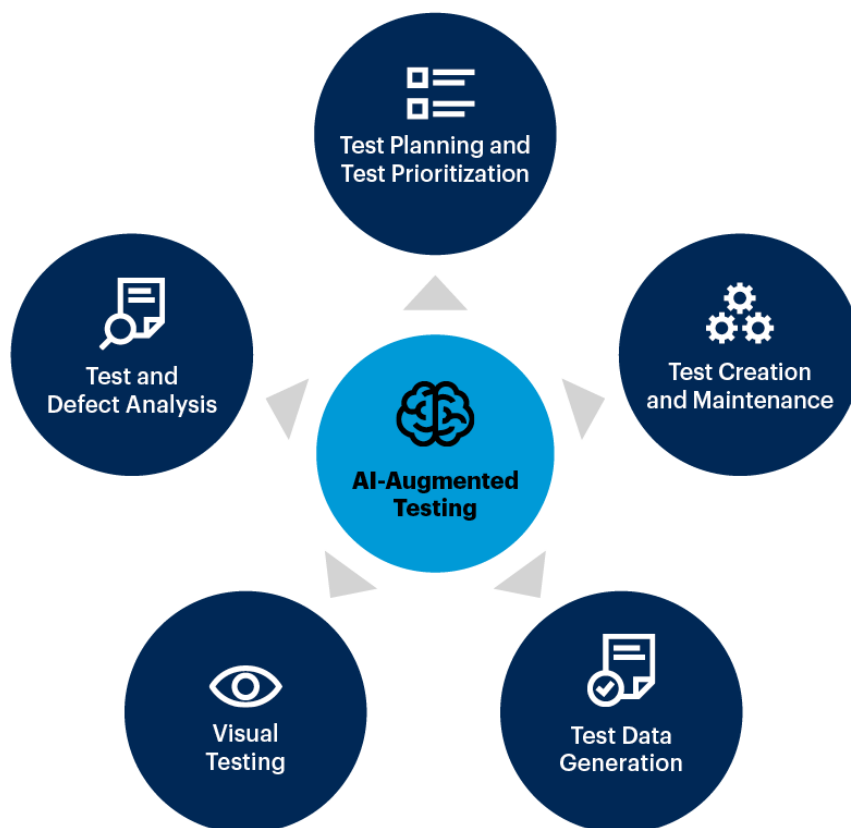 Test Planning and
Test Prioritization
Test and
Defect Analysis
Test Creation
and Maintenance
AI-Augmented
Testing
Visual
Testing
Test Data
Generation